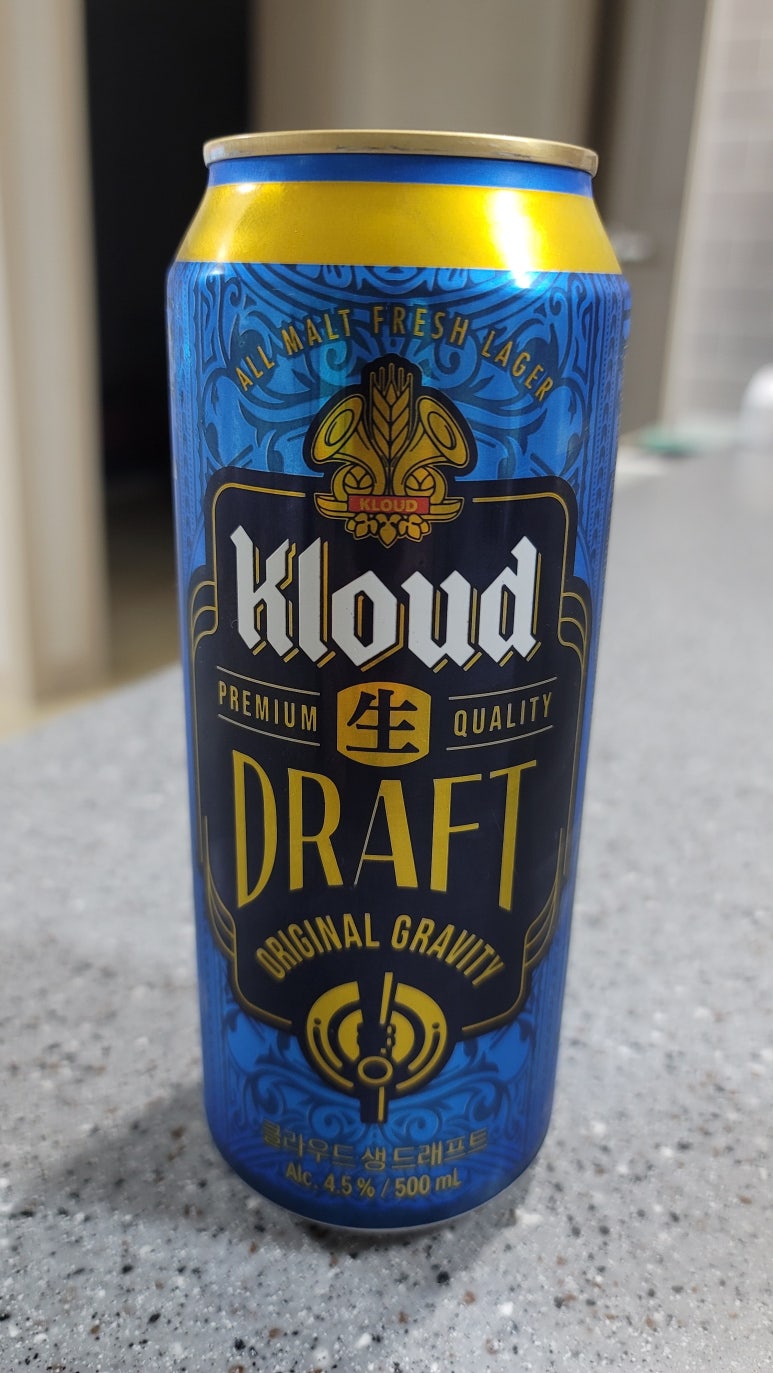 ALL MALT FRESH LAGER
KLOUD
Kloud
PREMIUM 生 QUALITY
DRAFT
ORIGINAL GRAVITY
클라우드 생 드래프트
Alc. 4.5 % / 500 mL